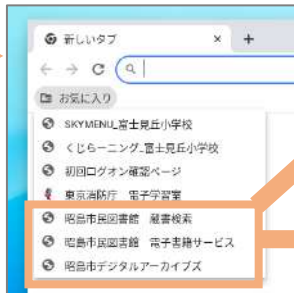 新しいタブ
お気に入り
SKYMENU_富士見丘小学校
くじらーニング_富士見丘小学校
初回ログオン確認ページ
東京消防庁 電子学習室
昭島市民図書館 蔵書検索
昭島市民図書館 電子書籍サービス
昭島市デジタルアーカイブズ